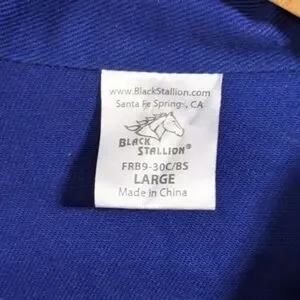 www.BlackStallion.com
Santa Fe Springs, CA
BLACK
STALLION®
FRB9-30C/BS
LARGE
Made in China